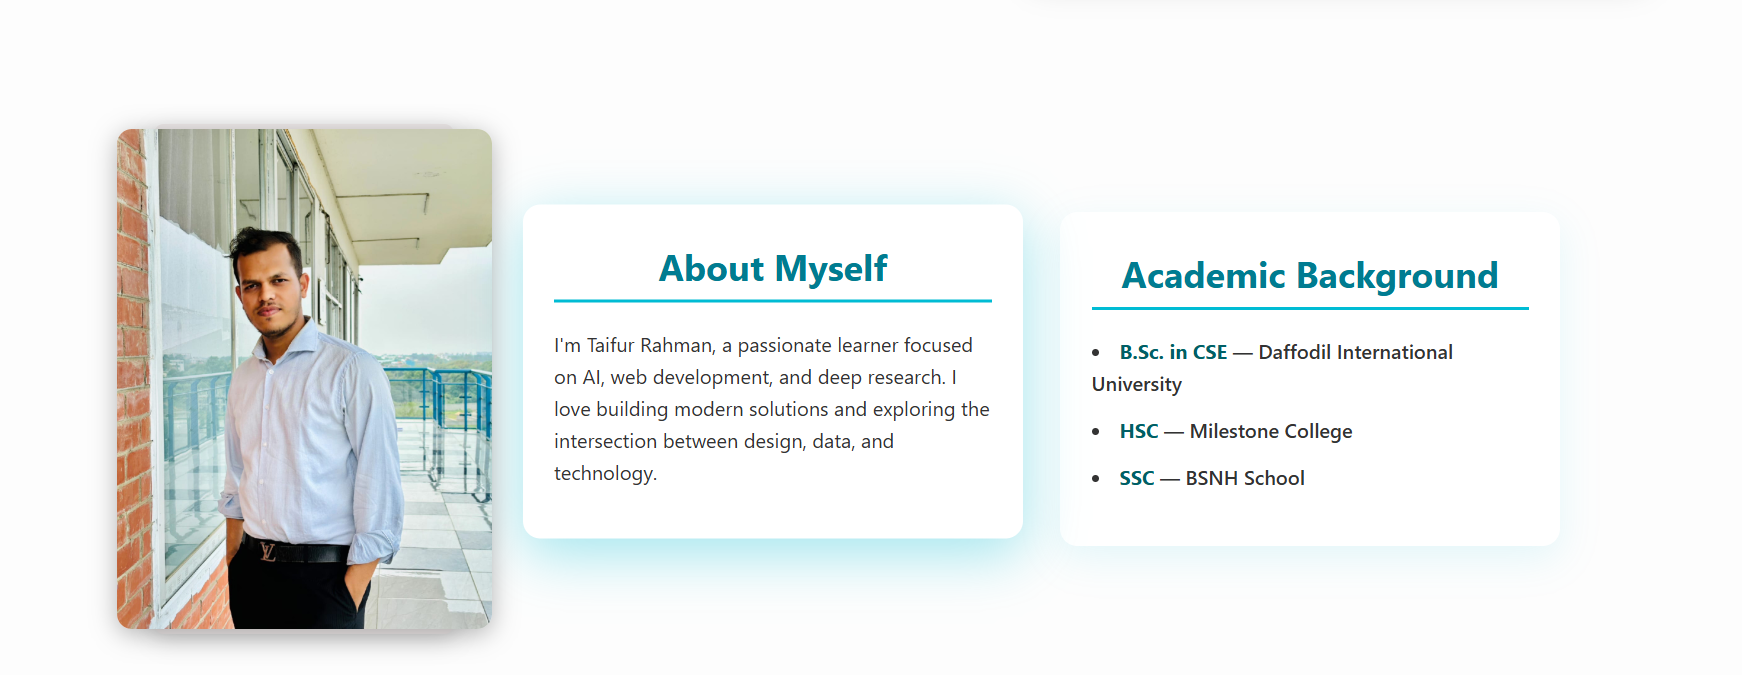 About Myself
I'm Taifur Rahman, a passionate learner focused
on AI, web development, and deep research. I
love building modern solutions and exploring the
intersection between design, data, and
technology.
Academic Background
• B.Sc. in CSE — Daffodil International
University
• HSC — Milestone College
• SSC — BSNH School
LV